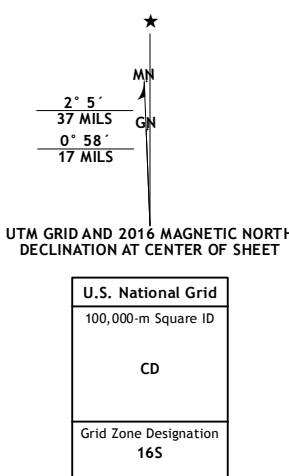 MN
2° 5´
37 MILS
GN
0° 58´
17 MILS
UTM GRID AND 2016 MAGNETIC NORTH
DECLINATION AT CENTER OF SHEET
U.S. National Grid
100,000-m Square ID
CD
Grid Zone Designation
16S